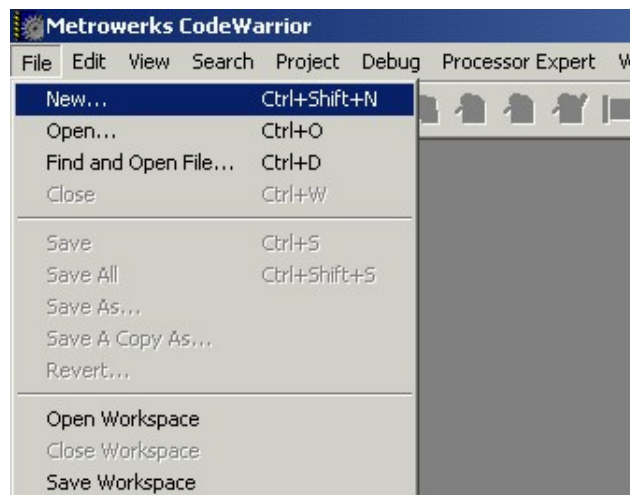 Metrowerks CodeWarrior
File Edit View Search Project Debug Processor Expert
New... Ctrl+Shift+N
Open... Ctrl+O
Find and Open File... Ctrl+D
Close Ctrl+W
Save Ctrl+S
Save All Ctrl+Shift+S
Save As...
Save A Copy As...
Revert...
Open Workspace
Close Workspace
Save Workspace